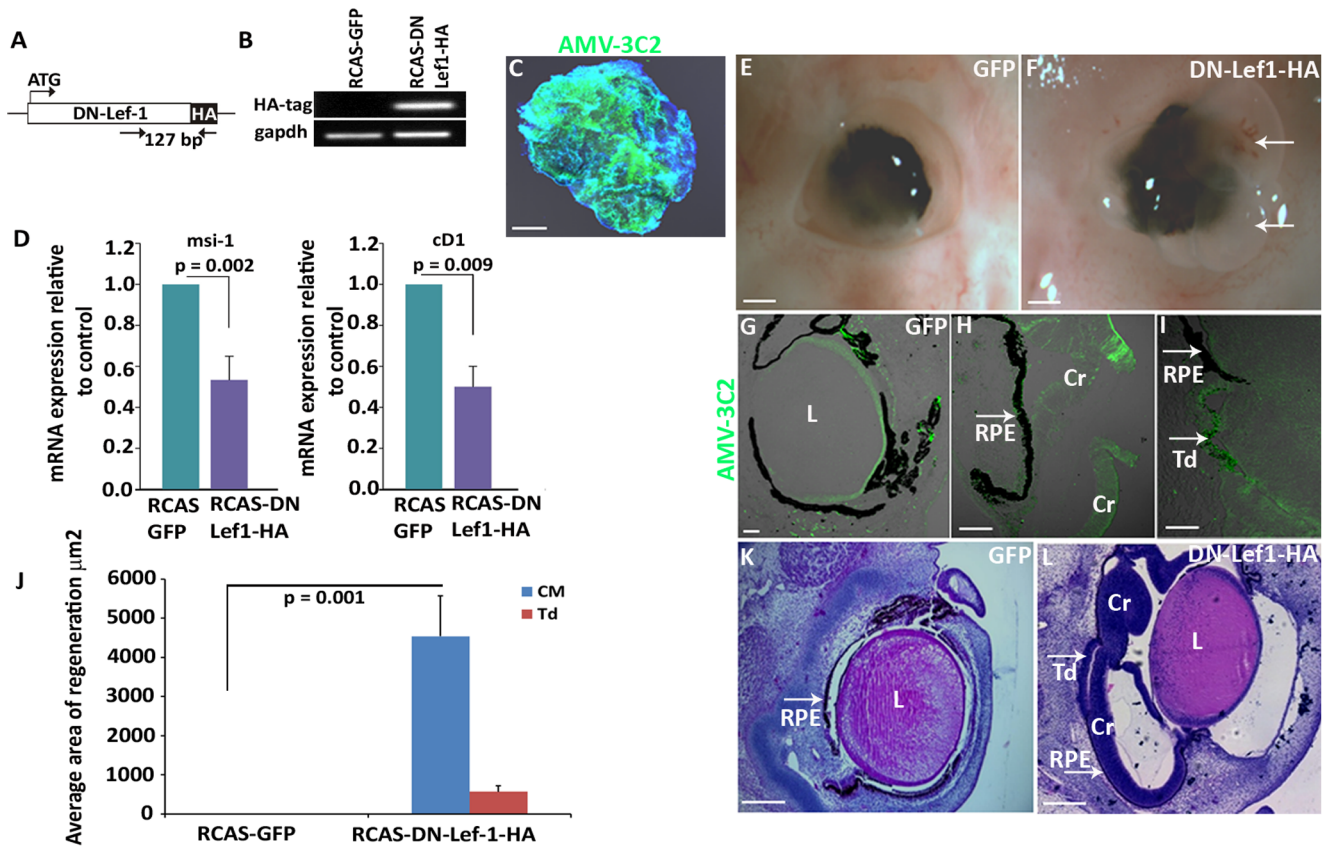 A
ATG
DN-Lef-1
HA
127 bp
B
RCAS-GFP
RCAS-DN
Lef1-HA
HA-tag
gapdh
AMV-3C2
C
D
mRNA expression relative
to control
1.2
1.0
0.8
0.6
0.4
0.2
0.0
msi-1
p = 0.002
RCAS
GFP
RCAS-DN
Lef1-HA
mRNA expression relative
to control
1.2
1.0
0.8
0.6
0.4
0.2
0.0
cD1
p = 0.009
RCAS
GFP
RCAS-DN
Lef1-HA
E
GFP
F
DN-Lef1-HA
AMV-3C2
G
GFP
L
H
Cr
RPE
Cr
I
RPE
Td
J
Average area of regeneration μm2
6000
5000
4000
3000
2000
1000
0
p = 0.001
CM
Td
RCAS-GFP
RCAS-DN-Lef-1-HA
K
GFP
RPE
L
L
DN-Lef1-HA
Cr
L
Td
Cr
RPE